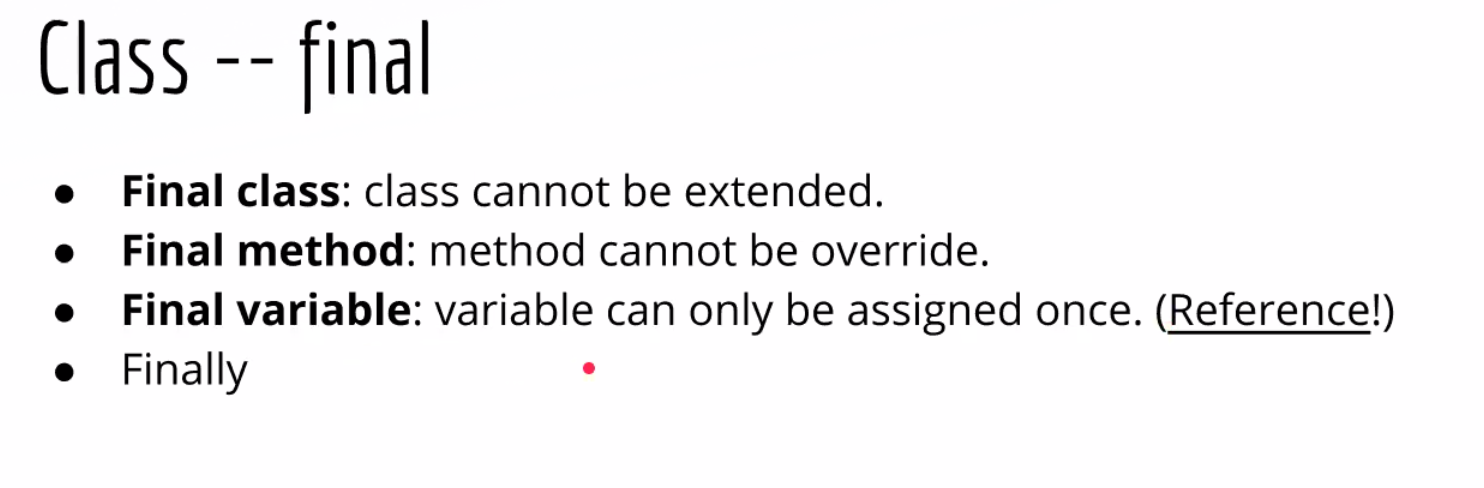 Class -- final
● Final class: class cannot be extended.
● Final method: method cannot be override.
● Final variable: variable can only be assigned once. (Reference!)
● Finally